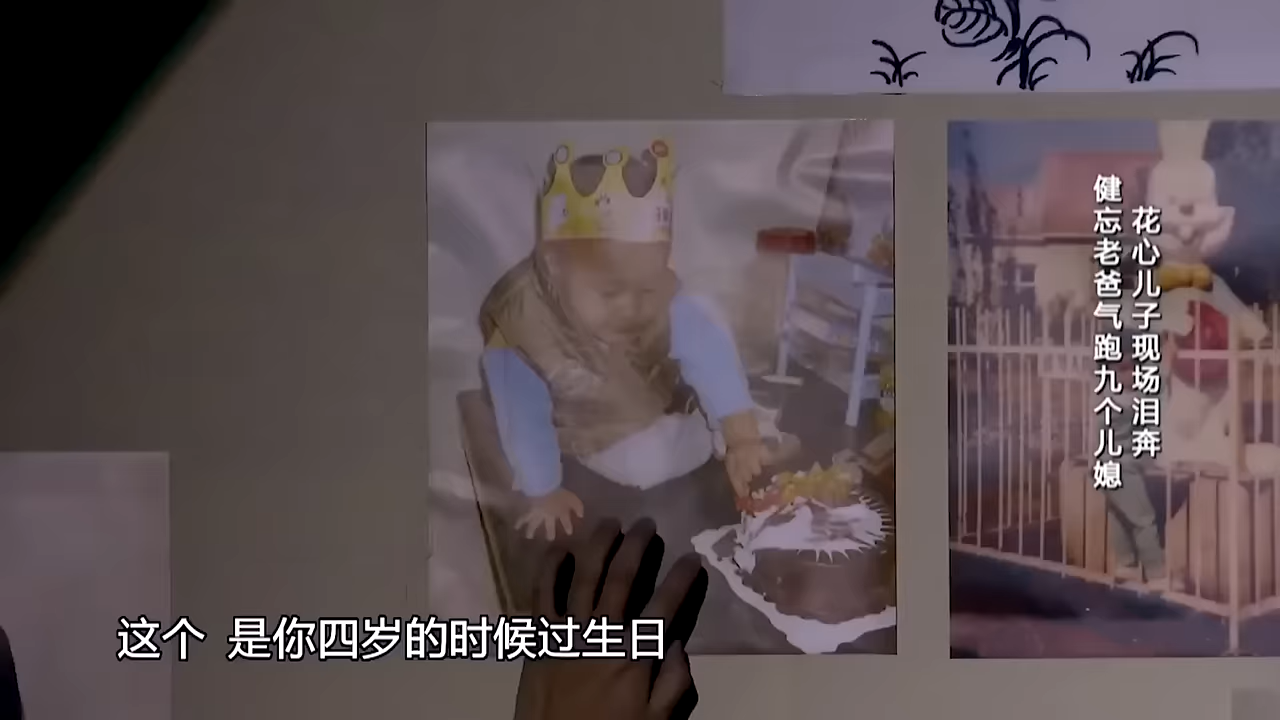 花心儿子现场泪奔
健忘老爸气跑九个儿媳
这个 是你四岁的时候过生日